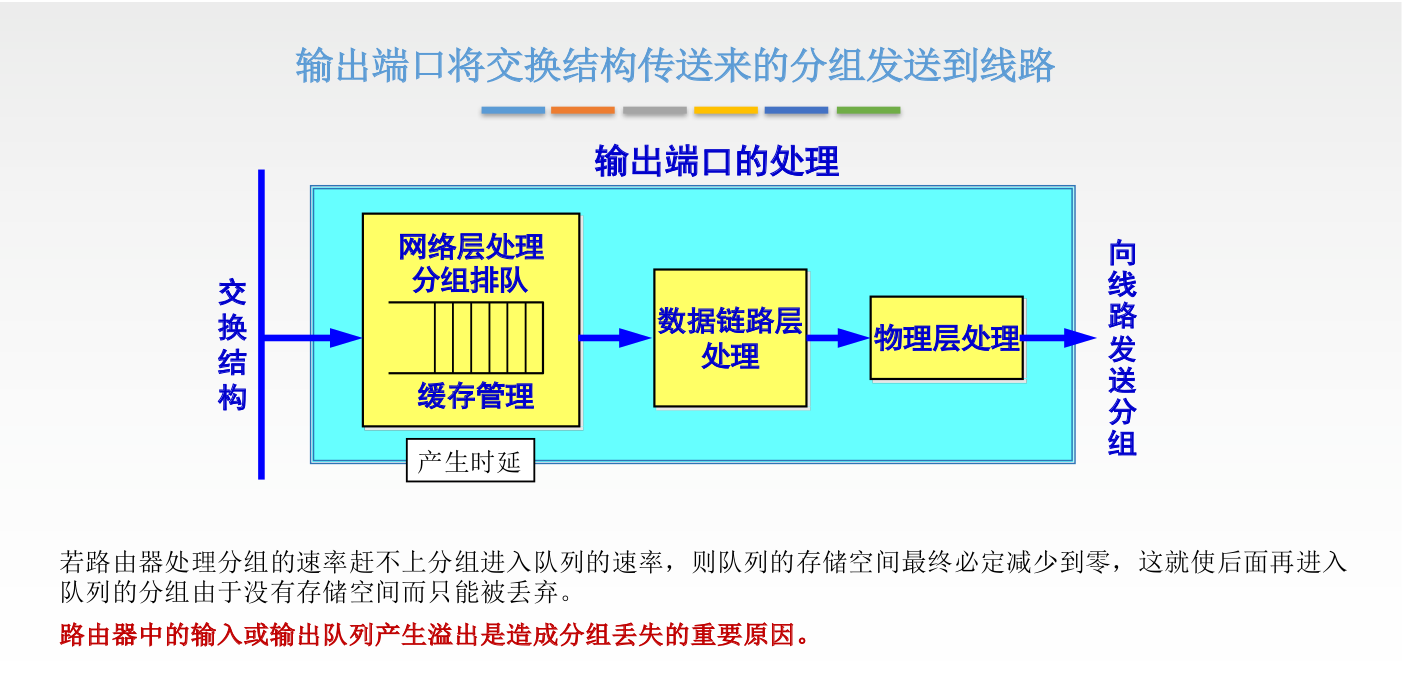 输出端口将交换结构传送来的分组发送到线路
输出端口的处理
交换结构
网络层处理
分组排队
缓存管理
产生时延
数据链路层
处理
物理层处理
向线路发送分组
若路由器处理分组的速率赶不上分组进入队列的速率，则队列的存储空间最终必定减少到零，这就使后面再进入
队列的分组由于没有存储空间而只能被丢弃。
路由器中的输入或输出队列产生溢出是造成分组丢失的重要原因。